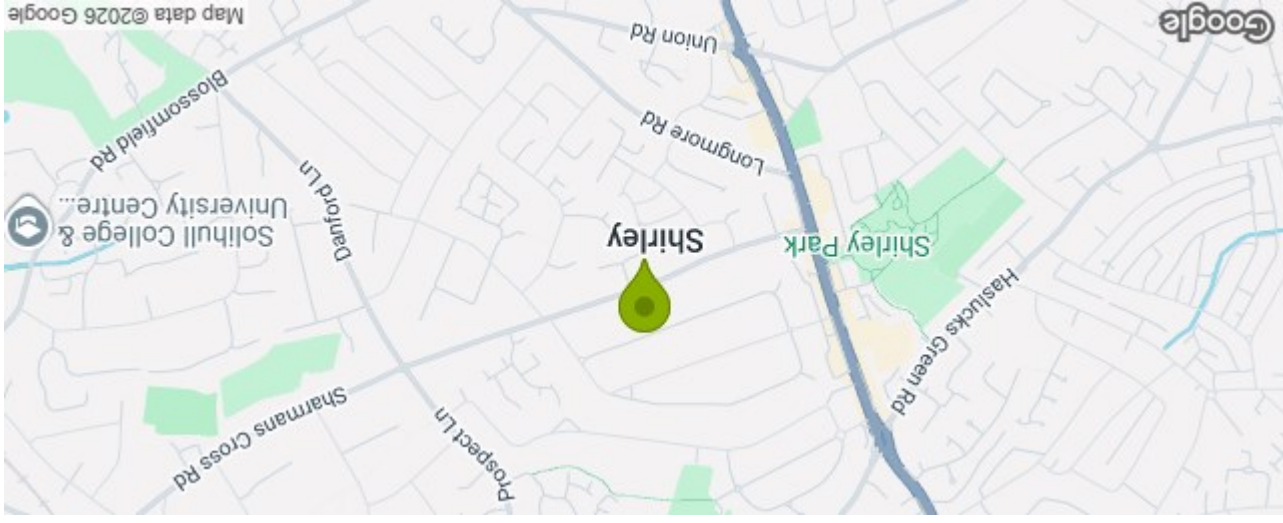 Prospect Ln
Sharmans Cross Rd
Haslucks Green Rd
Shirley Park
Shirley
Solihull College &
University Centre...
Danford Ln
Longmore Rd
Blossomfield Rd
Union Rd
Google
Map data ©2026 Google